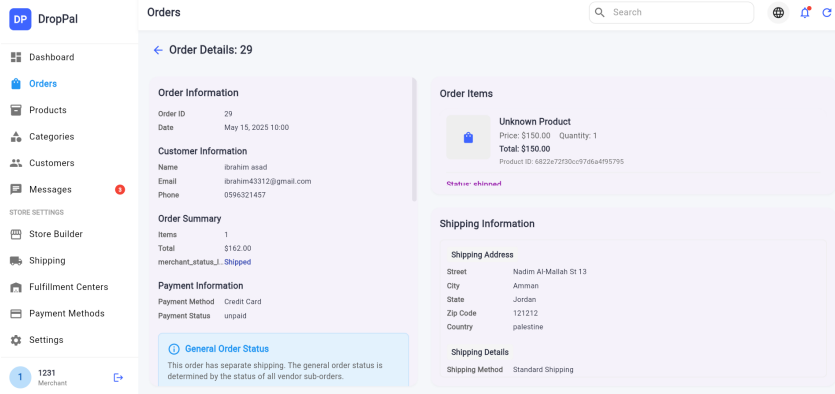 DP DropPal
Dashboard
Orders
Products
Categories
Customers
Messages
STORE SETTINGS
Store Builder
Shipping
Fulfillment Centers
Payment Methods
Settings
1
1231
Merchant
Orders
Search
Order Details: 29
Order Information
Order ID 29
Date May 15, 2025 10:00
Customer Information
Name ibrahim asad
Email ibrahim43312@gmail.com
Phone 0596321457
Order Summary
Items 1
Total $162.00
merchant_status_l... Shipped
Payment Information
Payment Method Credit Card
Payment Status unpaid
General Order Status
This order has separate shipping. The general order status is
determined by the status of all vendor sub-orders.
Order Items
Unknown Product
Price: $150.00 Quantity: 1
Total: $150.00
Product ID: 6822e72f30cc97d6a4f95795
Status: shipped
Shipping Information
Shipping Address
Street Nadim Al-Mallah St 13
City Amman
State Jordan
Zip Code 121212
Country palestine
Shipping Details
Shipping Method Standard Shipping